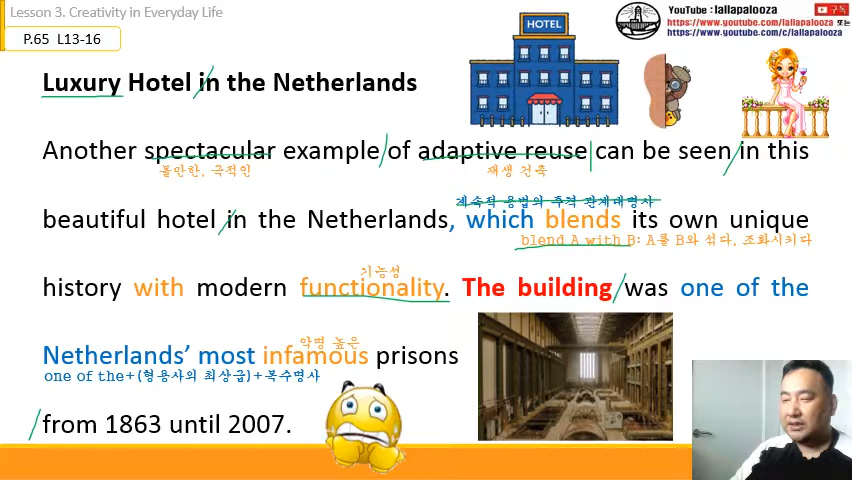 Lesson 3. Creativity in Everyday Life
P.65 L13-16
HOTEL
YouTube : lallapalooza 구독
https://www.youtube.com/lallapalooza 또는
https://www.youtube.com/c/lallapalooza
Luxury Hotel in the Netherlands
Another spectacular example of adaptive reuse can be seen in this
볼만한, 극적인 재생 건축
계속적 용법의 주격 관계대명사
beautiful hotel in the Netherlands, which blends its own unique
blend A with B: A를 B와 섞다, 조화시키다
기능성
history with modern functionality. The building was one of the
악명 높은
Netherlands’ most infamous prisons
one of the+(형용사의 최상급)+복수명사
from 1863 until 2007.